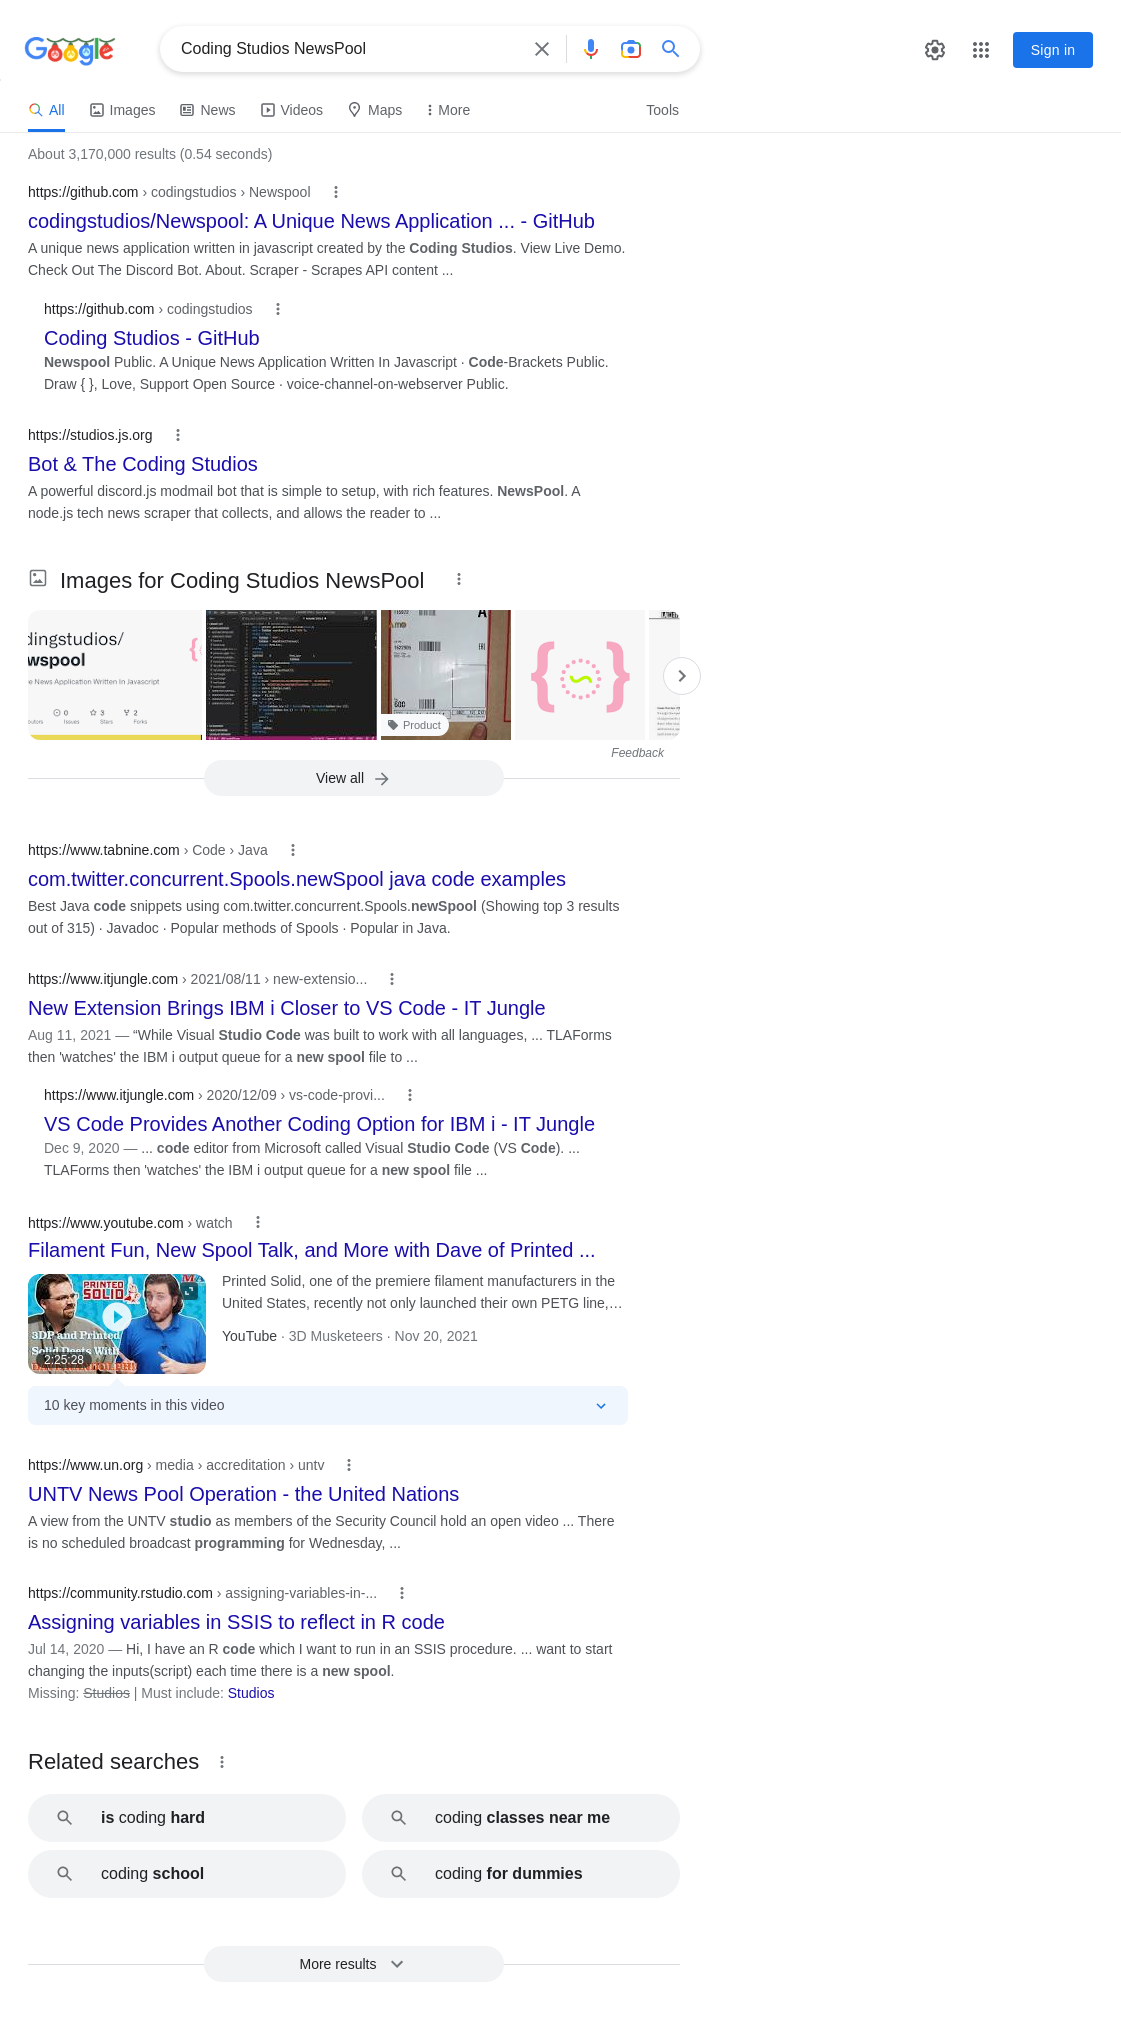 Google
Coding Studios NewsPool
Sign in
All
Images
News
Videos
Maps
More
Tools
About 3,170,000 results (0.54 seconds)
https://github.com › codingstudios › Newspool
codingstudios/Newspool: A Unique News Application ... - GitHub
A unique news application written in javascript created by the Coding Studios. View Live Demo.
Check Out The Discord Bot. About. Scraper - Scrapes API content ...
https://github.com › codingstudios
Coding Studios - GitHub
Newspool Public. A Unique News Application Written In Javascript · Code-Brackets Public.
Draw { }, Love, Support Open Source · voice-channel-on-webserver Public.
https://studios.js.org
Bot & The Coding Studios
A powerful discord.js modmail bot that is simple to setup, with rich features. NewsPool. A
node.js tech news scraper that collects, and allows the reader to ...
Images for Coding Studios NewsPool
dingstudios/
wspool
e News Application Written In Javascript
0
3
2
utors
Issues
Stars
Forks
Product
Feedback
View all
https://www.tabnine.com › Code › Java
com.twitter.concurrent.Spools.newSpool java code examples
Best Java code snippets using com.twitter.concurrent.Spools.newSpool (Showing top 3 results
out of 315) · Javadoc · Popular methods of Spools · Popular in Java.
https://www.itjungle.com › 2021/08/11 › new-extensio...
New Extension Brings IBM i Closer to VS Code - IT Jungle
Aug 11, 2021 — “While Visual Studio Code was built to work with all languages, ... TLAForms
then 'watches' the IBM i output queue for a new spool file to ...
https://www.itjungle.com › 2020/12/09 › vs-code-provi...
VS Code Provides Another Coding Option for IBM i - IT Jungle
Dec 9, 2020 — ... code editor from Microsoft called Visual Studio Code (VS Code). ...
TLAForms then 'watches' the IBM i output queue for a new spool file ...
https://www.youtube.com › watch
Filament Fun, New Spool Talk, and More with Dave of Printed ...
PRINTED
SOLID
3DP and Printed
Solid Deets With
2:25:28
Printed Solid, one of the premiere filament manufacturers in the
United States, recently not only launched their own PETG line,…
YouTube · 3D Musketeers · Nov 20, 2021
10 key moments in this video
https://www.un.org › media › accreditation › untv
UNTV News Pool Operation - the United Nations
A view from the UNTV studio as members of the Security Council hold an open video ... There
is no scheduled broadcast programming for Wednesday, ...
https://community.rstudio.com › assigning-variables-in-...
Assigning variables in SSIS to reflect in R code
Jul 14, 2020 — Hi, I have an R code which I want to run in an SSIS procedure. ... want to start
changing the inputs(script) each time there is a new spool.
Missing: Studios | Must include: Studios
Related searches
is coding hard
coding classes near me
coding school
coding for dummies
More results